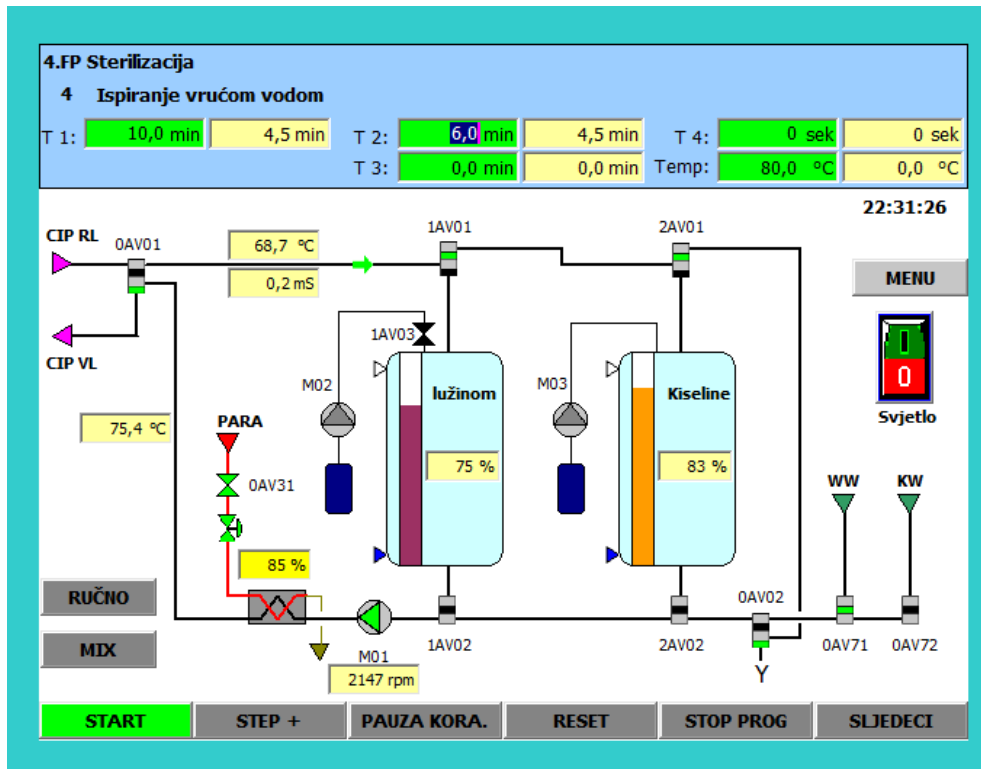 4.FP Sterilizacija
4 Ispiranje vrućom vodom
T 1: 10,0 min 4,5 min T 2: 6,0 min 4,5 min T 4: 0 sek 0 sek
T 3: 0,0 min 0,0 min Temp: 80,0 °C 0,0 °C
22:31:26
CIP RL 0AV01 68,7 °C 1AV01 2AV01
0,2 mS
MENU
1AV03
CIP VL
I
0
Svjetlo
M02 lužinom M03 Kiseline
75,4 °C PARA
75 % 83 %
0AV31 WW KW
85 %
RUČNO 0AV02
MIX M01 1AV02 2AV02 0AV71 0AV72
2147 rpm Y
START STEP + PAUZA KORA. RESET STOP PROG SLJEDECI